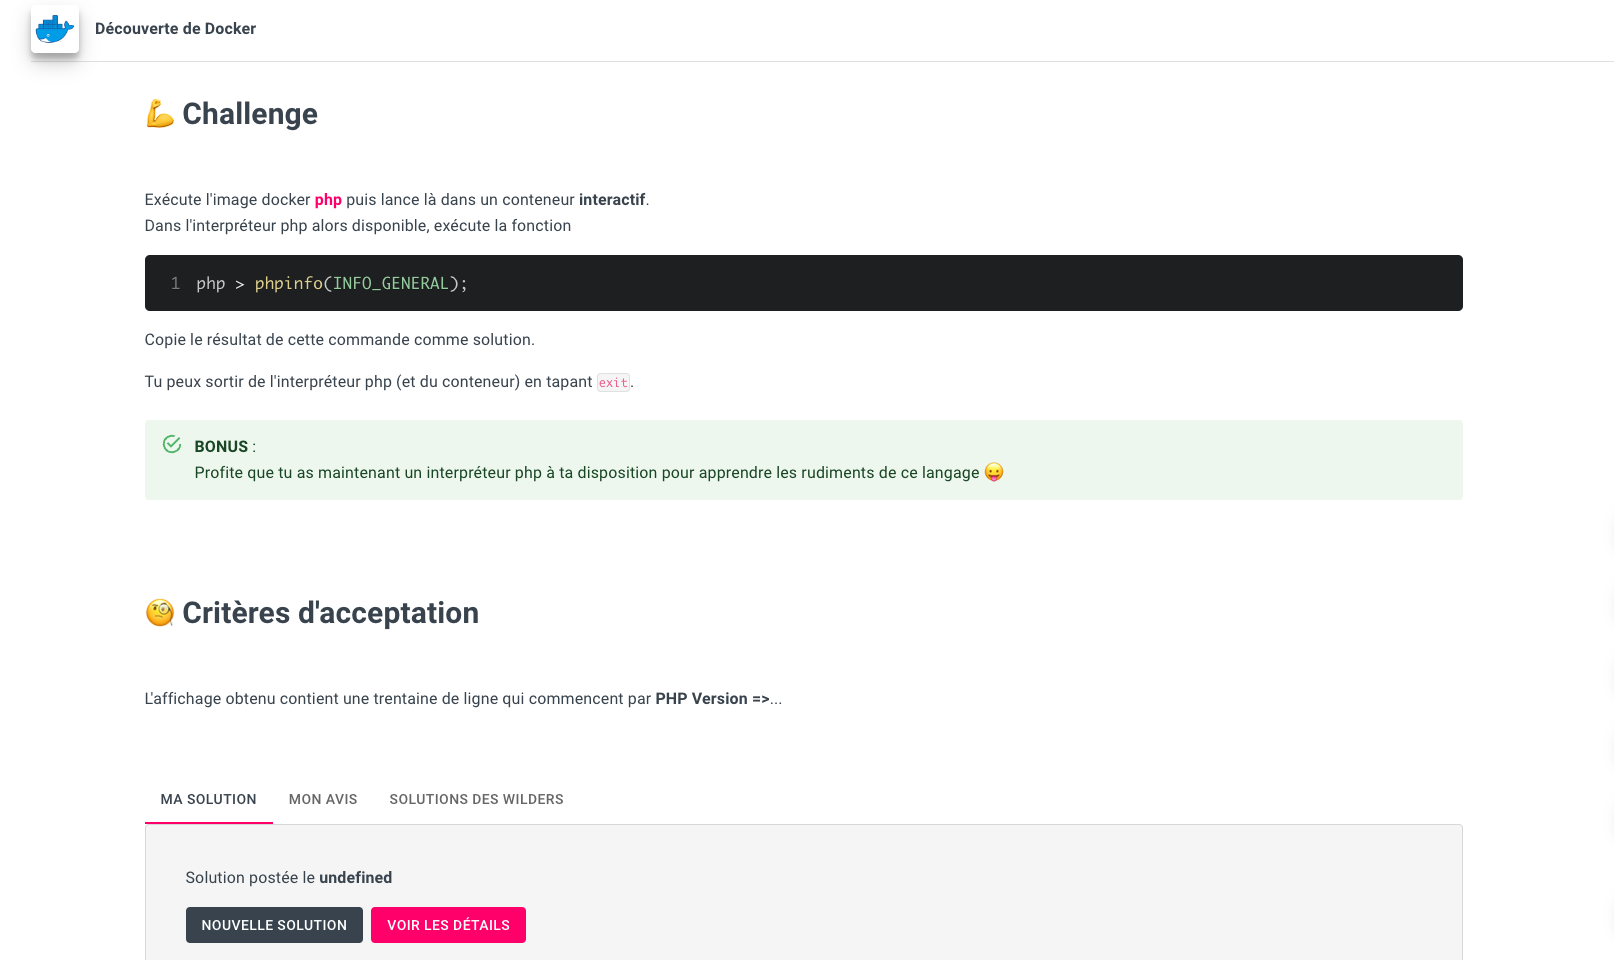 Découverte de Docker
💪 Challenge
Exécute l'image docker php puis lance là dans un conteneur interactif.
Dans l'interpréteur php alors disponible, exécute la fonction
1 php > phpinfo(INFO_GENERAL);
Copie le résultat de cette commande comme solution.
Tu peux sortir de l'interpréteur php (et du conteneur) en tapant exit.
BONUS :
Profite que tu as maintenant un interpréteur php à ta disposition pour apprendre les rudiments de ce langage 😛
🧐 Critères d'acceptation
L'affichage obtenu contient une trentaine de ligne qui commencent par PHP Version =>...
MA SOLUTION MON AVIS SOLUTIONS DES WILDERS
Solution postée le undefined
NOUVELLE SOLUTION VOIR LES DÉTAILS